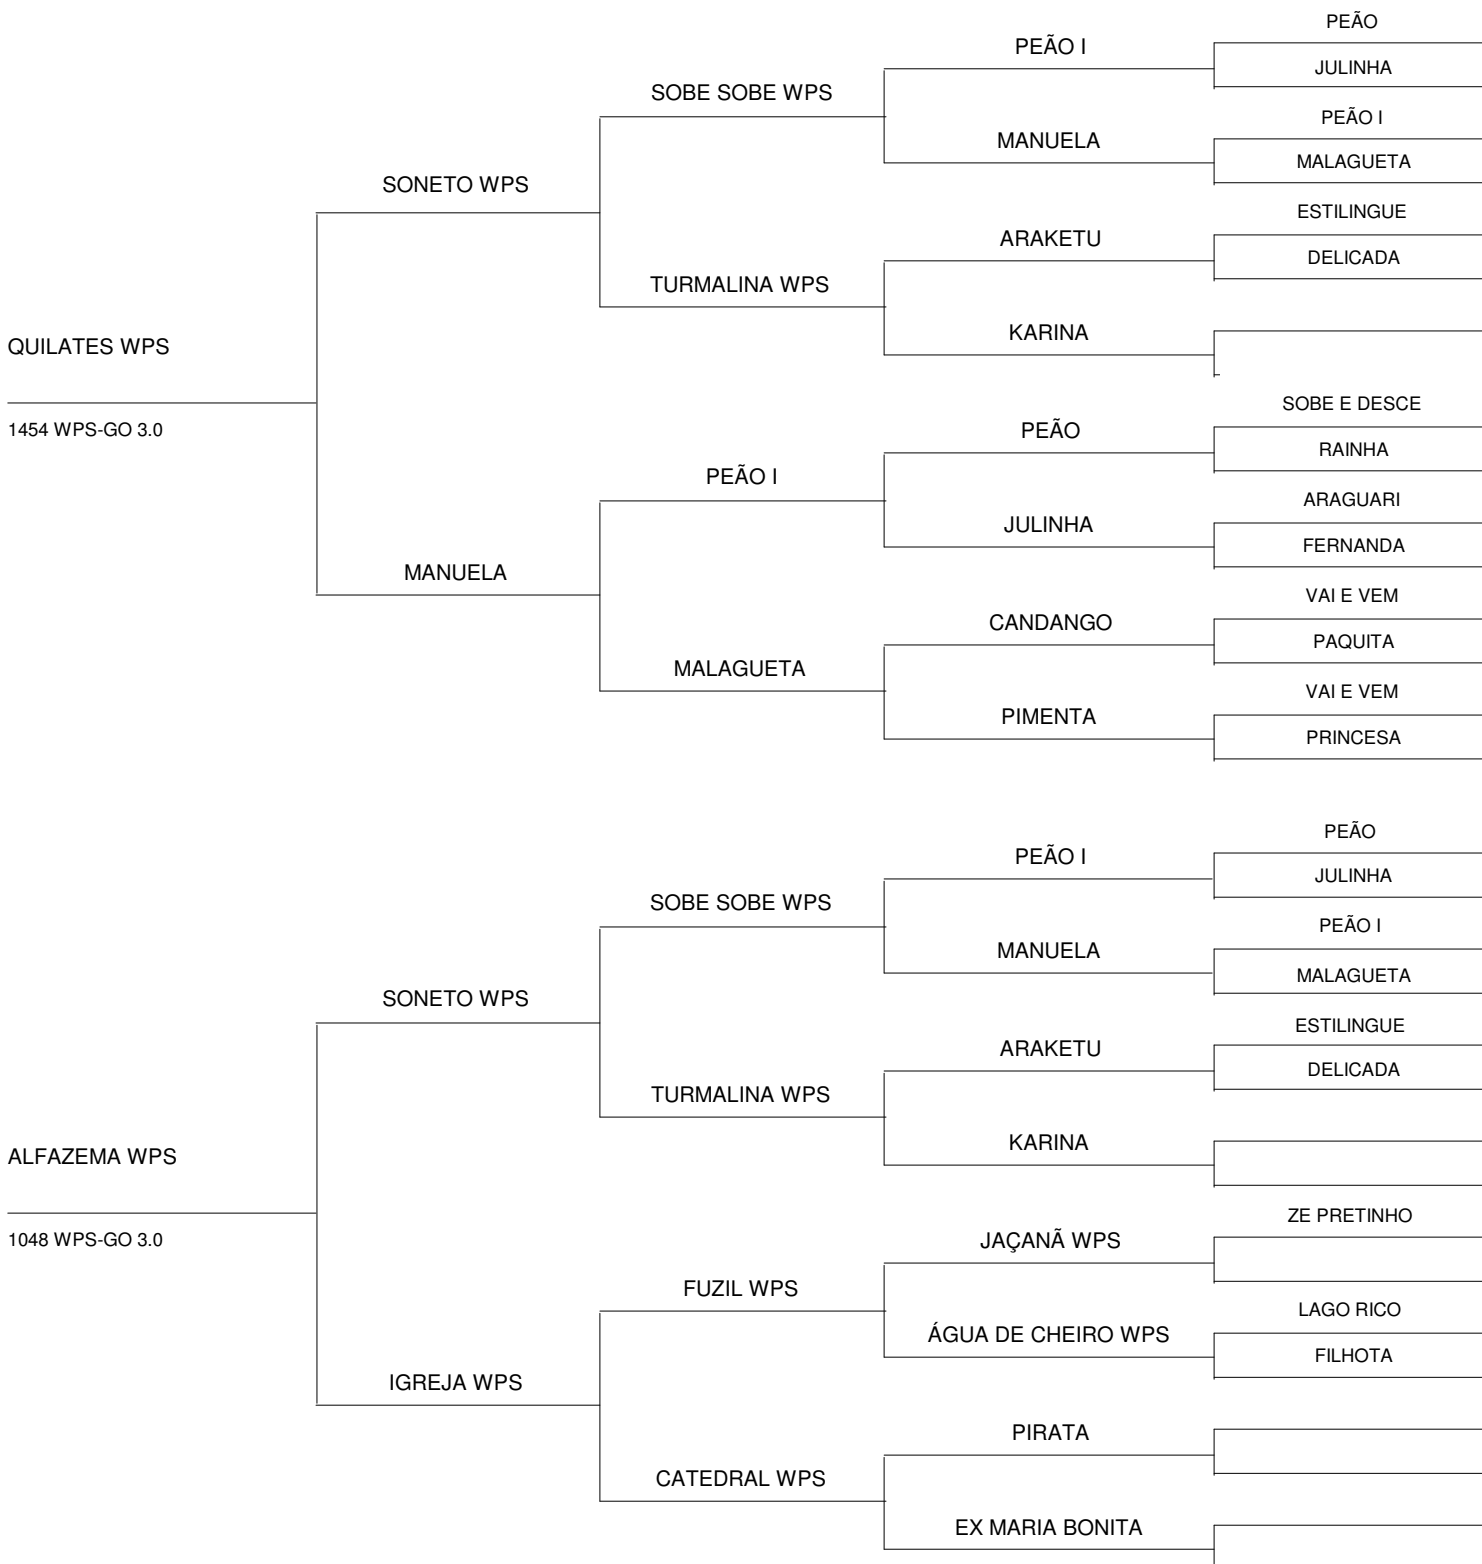 PEÃO
PEÃO I
JULINHA
SOBE SOBE WPS
PEÃO I
MANUELA
MALAGUETA
SONETO WPS
ESTILINGUE
ARAKETU
DELICADA
TURMALINA WPS
KARINA
QUILATES WPS
SOBE E DESCE
1454 WPS-GO 3.0
PEÃO
RAINHA
PEÃO I
ARAGUARI
JULINHA
FERNANDA
MANUELA
VAI E VEM
CANDANGO
PAQUITA
MALAGUETA
VAI E VEM
PIMENTA
PRINCESA
PEÃO
PEÃO I
JULINHA
SOBE SOBE WPS
PEÃO I
MANUELA
MALAGUETA
SONETO WPS
ESTILINGUE
ARAKETU
DELICADA
TURMALINA WPS
KARINA
ALFAZEMA WPS
ZE PRETINHO
1048 WPS-GO 3.0
JAÇANÃ WPS
FUZIL WPS
LAGO RICO
ÁGUA DE CHEIRO WPS
FILHOTA
IGREJA WPS
PIRATA
CATEDRAL WPS
EX MARIA BONITA